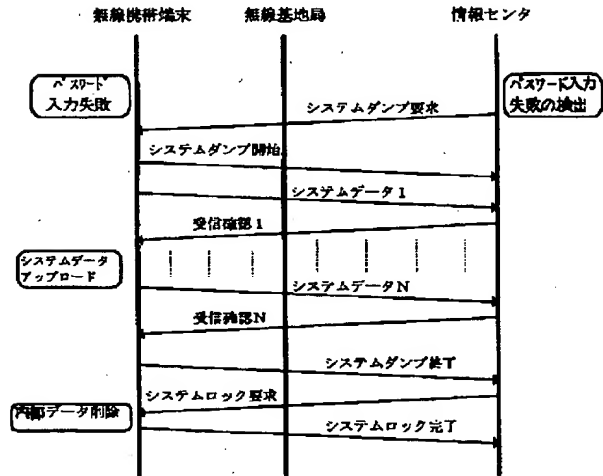 無線携帯端末 無線基地局 情報センタ
パスワード
入力失敗
パスワード入力
失敗の検出
システムダンプ要求
システムダンプ開始
システムデータ1
受信確認1
システムデータ
アップロード
システムデータN
受信確認N
システムダンプ終了
システムロック要求
内部データ削除
システムロック完了